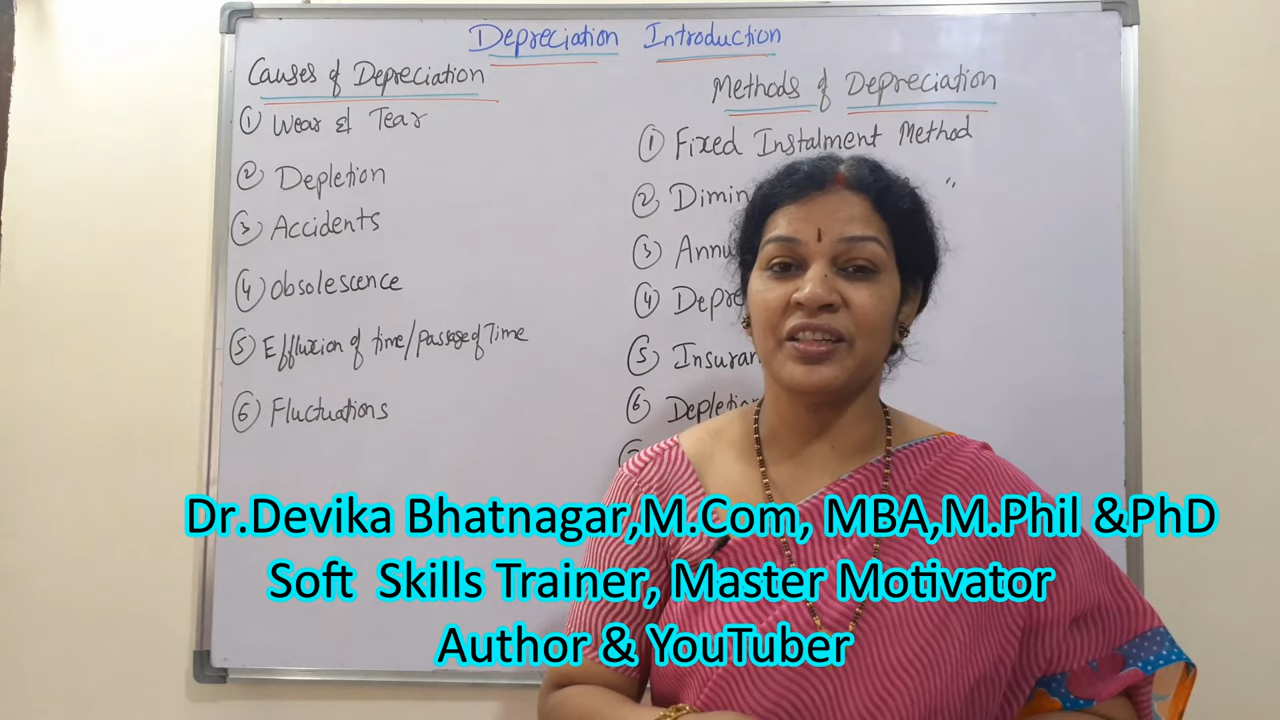 Depreciation Introduction
Causes of Depreciation
① Wear & Tear
② Depletion
③ Accidents
④ Obsolescence
⑤ Effluxion of time/passage of Time
⑥ Fluctuations
Methods of Depreciation
① Fixed Instalment Method
② Dimin "
③ Annu
④ Depre
⑤ Insuran
⑥ Depletion
Dr.Devika Bhatnagar,M.Com, MBA,M.Phil &PhD
Soft Skills Trainer, Master Motivator
Author & YouTuber